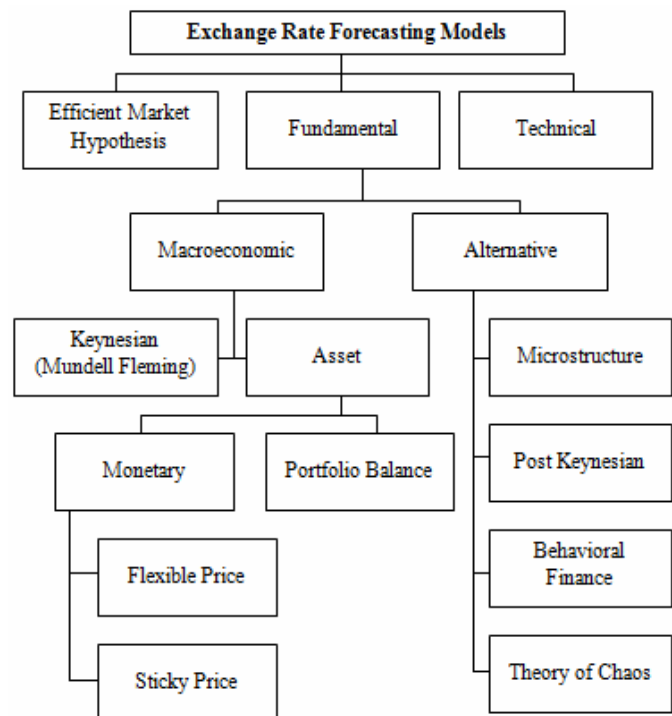 Exchange Rate Forecasting Models
Efficient Market
Hypothesis
Fundamental
Technical
Macroeconomic
Alternative
Keynesian
(Mundell Fleming)
Asset
Microstructure
Monetary
Portfolio Balance
Post Keynesian
Flexible Price
Behavioral
Finance
Sticky Price
Theory of Chaos